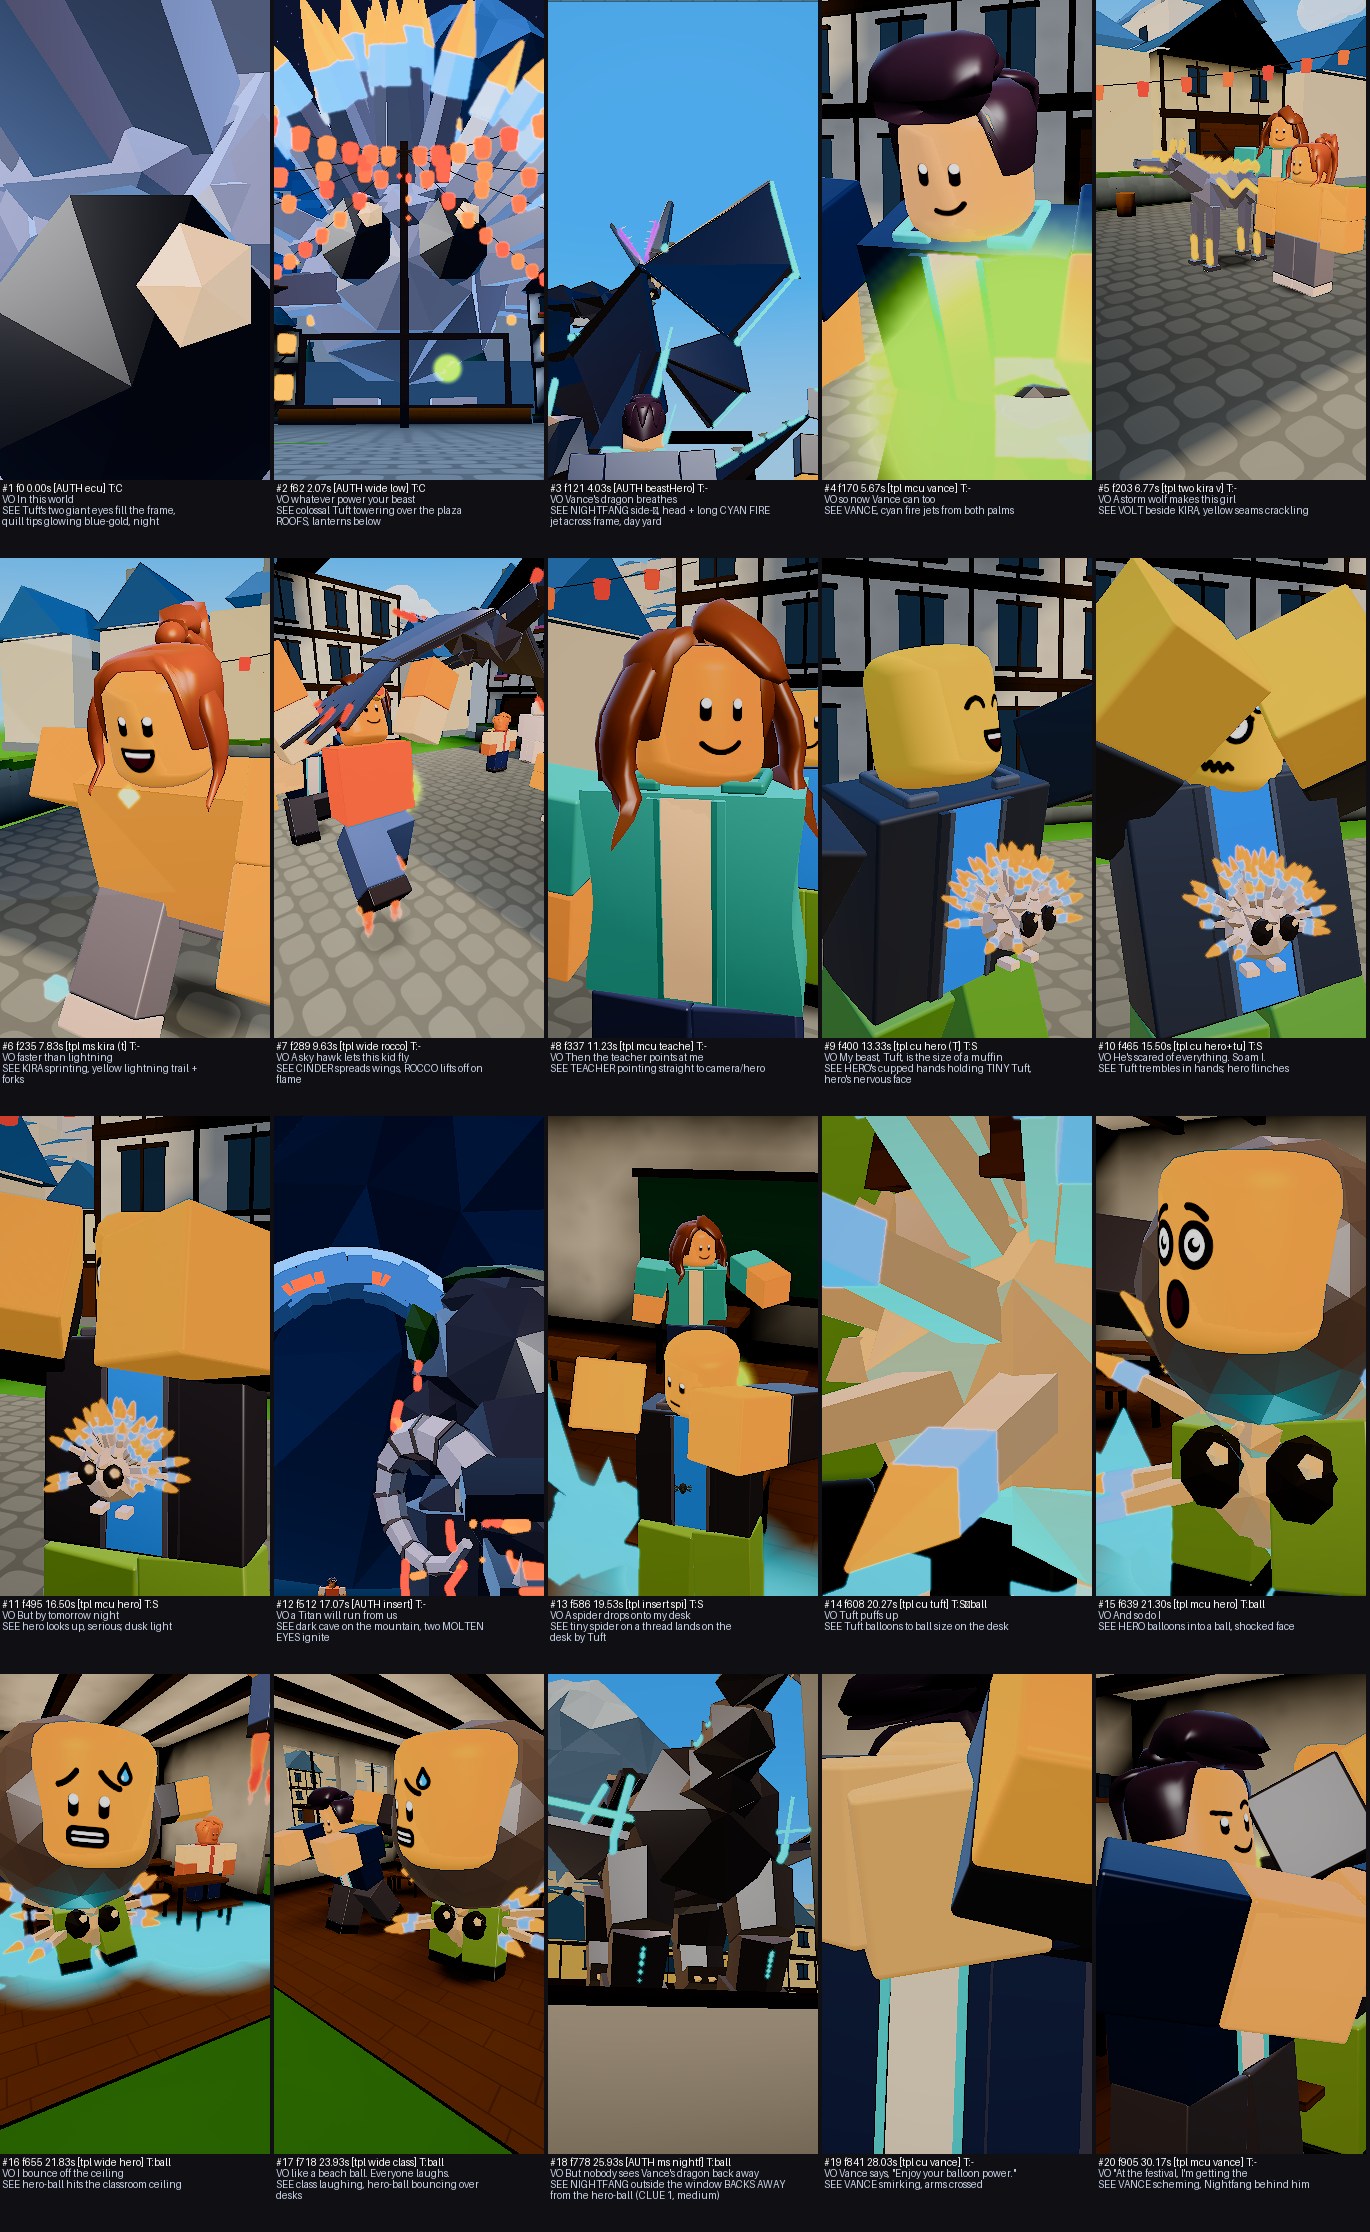 #1 f0 0.00s [AUTH ecu] T:C
VO In this world
SEE Tuft's two giant eyes fill the frame,
quill tips glowing blue-gold, night
#2 f62 2.07s [AUTH wide low] T:C
VO whatever power your beast
SEE colossal Tuft towering over the plaza
ROOFS, lanterns below
#3 f121 4.03s [AUTH beastHero] T:-
VO Vance's dragon breathes
SEE NIGHTFANG side-, head + long CYAN FIRE
jet across frame, day yard
#4 f170 5.67s [tpl mcu vance] T:-
VO so now Vance can too
SEE VANCE, cyan fire jets from both palms
#5 f203 6.77s [tpl two kira v] T:-
VO A storm wolf makes this girl
SEE VOLT beside KIRA, yellow seams crackling
#6 f235 7.83s [tpl ms kira (t] T:-
VO faster than lightning
SEE KIRA sprinting, yellow lightning trail +
forks
#7 f289 9.63s [tpl wide rocco] T:-
VO A sky hawk lets this kid fly
SEE CINDER spreads wings, ROCCO lifts off on
flame
#8 f337 11.23s [tpl mcu teache] T:-
VO Then the teacher points at me
SEE TEACHER pointing straight to camera/hero
#9 f400 13.33s [tpl cu hero (T] T:S
VO My beast, Tuft, is the size of a muffin
SEE HERO's cupped hands holding TINY Tuft,
hero's nervous face
#10 f465 15.50s [tpl cu hero+tu] T:S
VO He's scared of everything. So am I.
SEE Tuft trembles in hands; hero flinches
#11 f495 16.50s [tpl mcu hero] T:S
VO But by tomorrow night
SEE hero looks up, serious; dusk light
#12 f512 17.07s [AUTH insert] T:-
VO a Titan will run from us
SEE dark cave on the mountain, two MOLTEN
EYES ignite
#13 f586 19.53s [tpl insert spi] T:S
VO A spider drops onto my desk
SEE tiny spider on a thread lands on the
desk by Tuft
#14 f608 20.27s [tpl cu tuft] T:S ball
VO Tuft puffs up
SEE Tuft balloons to ball size on the desk
#15 f639 21.30s [tpl mcu hero] T:ball
VO And so do I
SEE HERO balloons into a ball, shocked face
#16 f655 21.83s [tpl wide hero] T:ball
VO I bounce off the ceiling
SEE hero-ball hits the classroom ceiling
#17 f718 23.93s [tpl wide class] T:ball
VO like a beach ball. Everyone laughs.
SEE class laughing, hero-ball bouncing over
desks
#18 f778 25.93s [AUTH ms nightf] T:ball
VO But nobody sees Vance's dragon back away
SEE NIGHTFANG outside the window BACKS AWAY
from the hero-ball (CLUE 1, medium)
#19 f841 28.03s [tpl cu vance] T:-
VO Vance says, "Enjoy your balloon power."
SEE VANCE smirking, arms crossed
#20 f905 30.17s [tpl mcu vance] T:-
VO "At the festival, I'm getting the
SEE VANCE scheming, Nightfang behind him